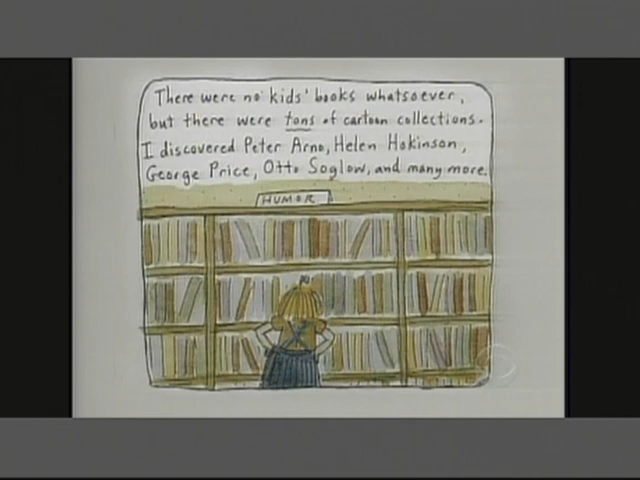 There were no kids' books whatsoever,
but there were tons of cartoon collections.
I discovered Peter Arno, Helen Hokinson,
George Price, Otto Soglow, and many more.
HUMOR